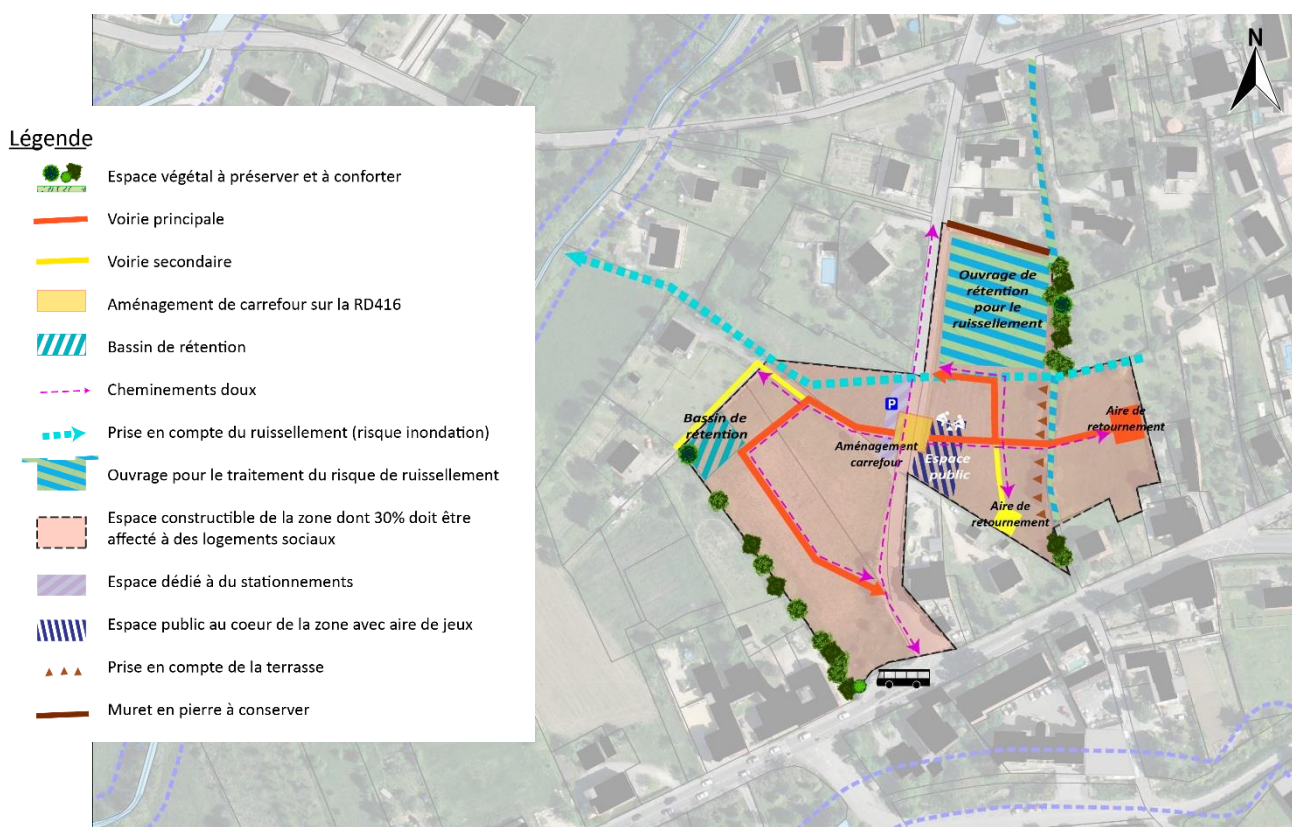 N
Légende
Espace végétal à préserver et à conforter
Voirie principale
Voirie secondaire
Aménagement de carrefour sur la RD416
Bassin de rétention
Cheminements doux
Prise en compte du ruissellement (risque inondation)
Ouvrage pour le traitement du risque de ruissellement
Espace constructible de la zone dont 30% doit être
affecté à des logements sociaux
Espace dédié à du stationnements
Espace public au coeur de la zone avec aire de jeux
Prise en compte de la terrasse
Muret en pierre à conserver
Ouvrage de
rétention
pour le
ruissellement
P
Bassin de
rétention
Aménagement
carrefour
Espace
public
Aire de
retournement
Aire de
retournement